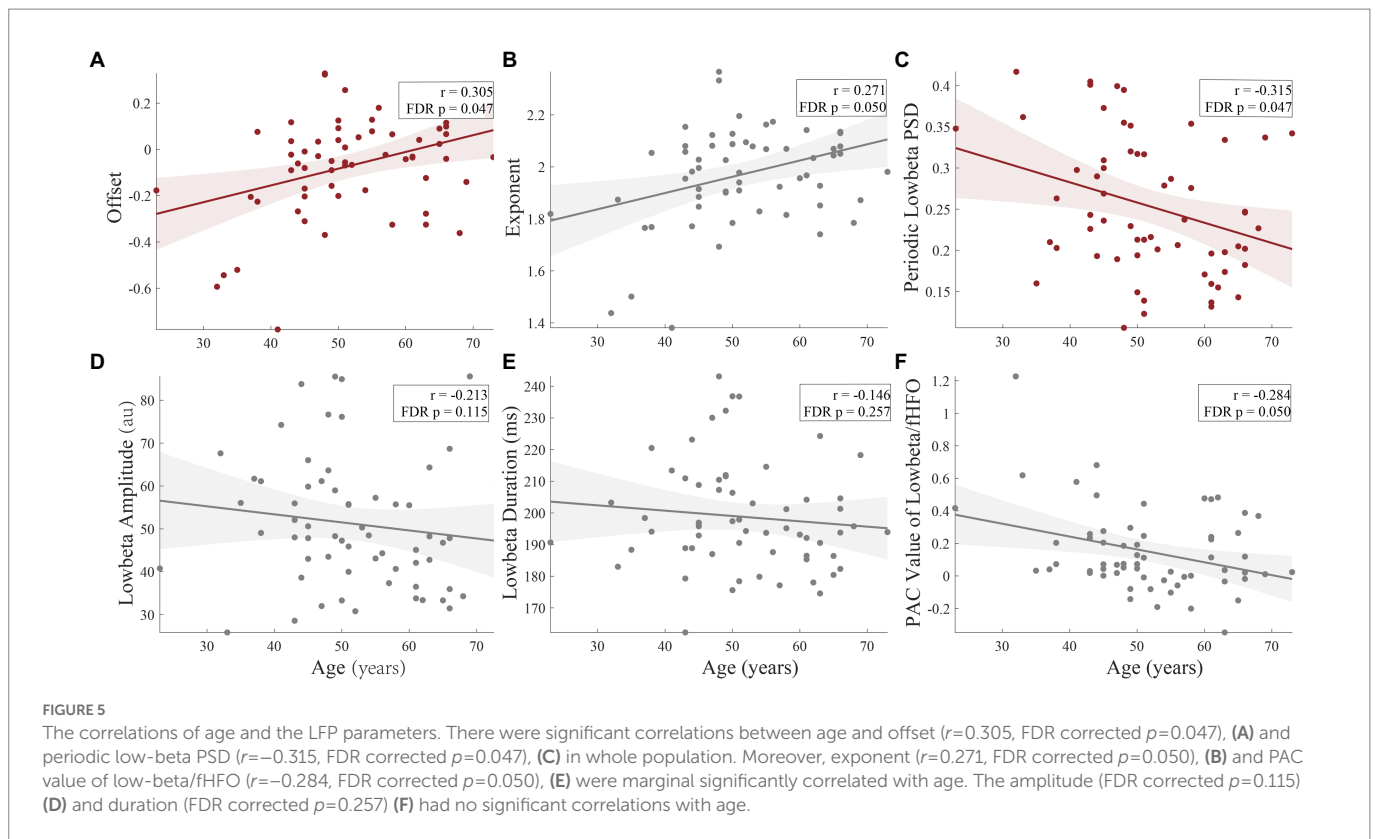 A
Offset
0.2
0
-0.2
-0.4
-0.6
30
40
50
60
70
r = 0.305
FDR p = 0.047
B
Exponent
2.2
2.0
1.8
1.6
1.4
30
40
50
60
70
r = 0.271
FDR p = 0.050
C
Periodic Lowbeta PSD
0.4
0.35
0.3
0.25
0.2
0.15
30
40
50
60
70
r = -0.315
FDR p = 0.047
D
Lowbeta Amplitude (au)
80
70
60
50
40
30
30
40
50
60
70
Age (years)
r = -0.213
FDR p = 0.115
E
Lowbeta Duration (ms)
240
230
220
210
200
190
180
170
30
40
50
60
70
Age (years)
r = -0.146
FDR p = 0.257
F
PAC Value of Lowbeta/fHFO
1.2
1
0.8
0.6
0.4
0.2
0
-0.2
30
40
50
60
70
Age (years)
r = -0.284
FDR p = 0.050
FIGURE 5
The correlations of age and the LFP parameters. There were significant correlations between age and offset (r=0.305, FDR corrected p=0.047), (A) and
periodic low-beta PSD (r=−0.315, FDR corrected p=0.047), (C) in whole population. Moreover, exponent (r=0.271, FDR corrected p=0.050), (B) and PAC
value of low-beta/fHFO (r=−0.284, FDR corrected p=0.050), (E) were marginal significantly correlated with age. The amplitude (FDR corrected p=0.115)
(D) and duration (FDR corrected p=0.257) (F) had no significant correlations with age.